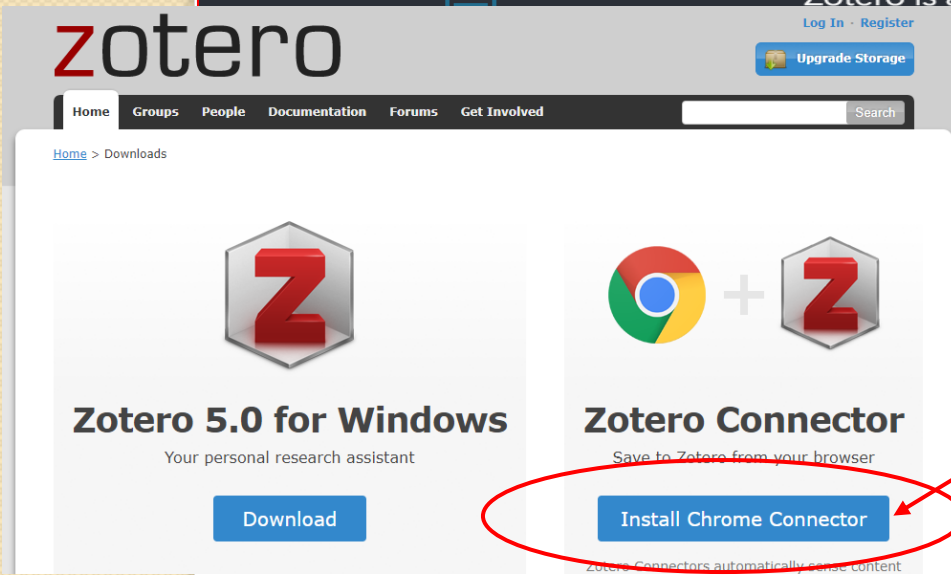 Zotero is a
zotero
Log In · Register
Upgrade Storage
Home Groups People Documentation Forums Get Involved Search
Home > Downloads
Zotero 5.0 for Windows
Your personal research assistant
Download
Zotero Connector
Save to Zotero from your browser
Install Chrome Connector
Zotero Connectors automatically sense content